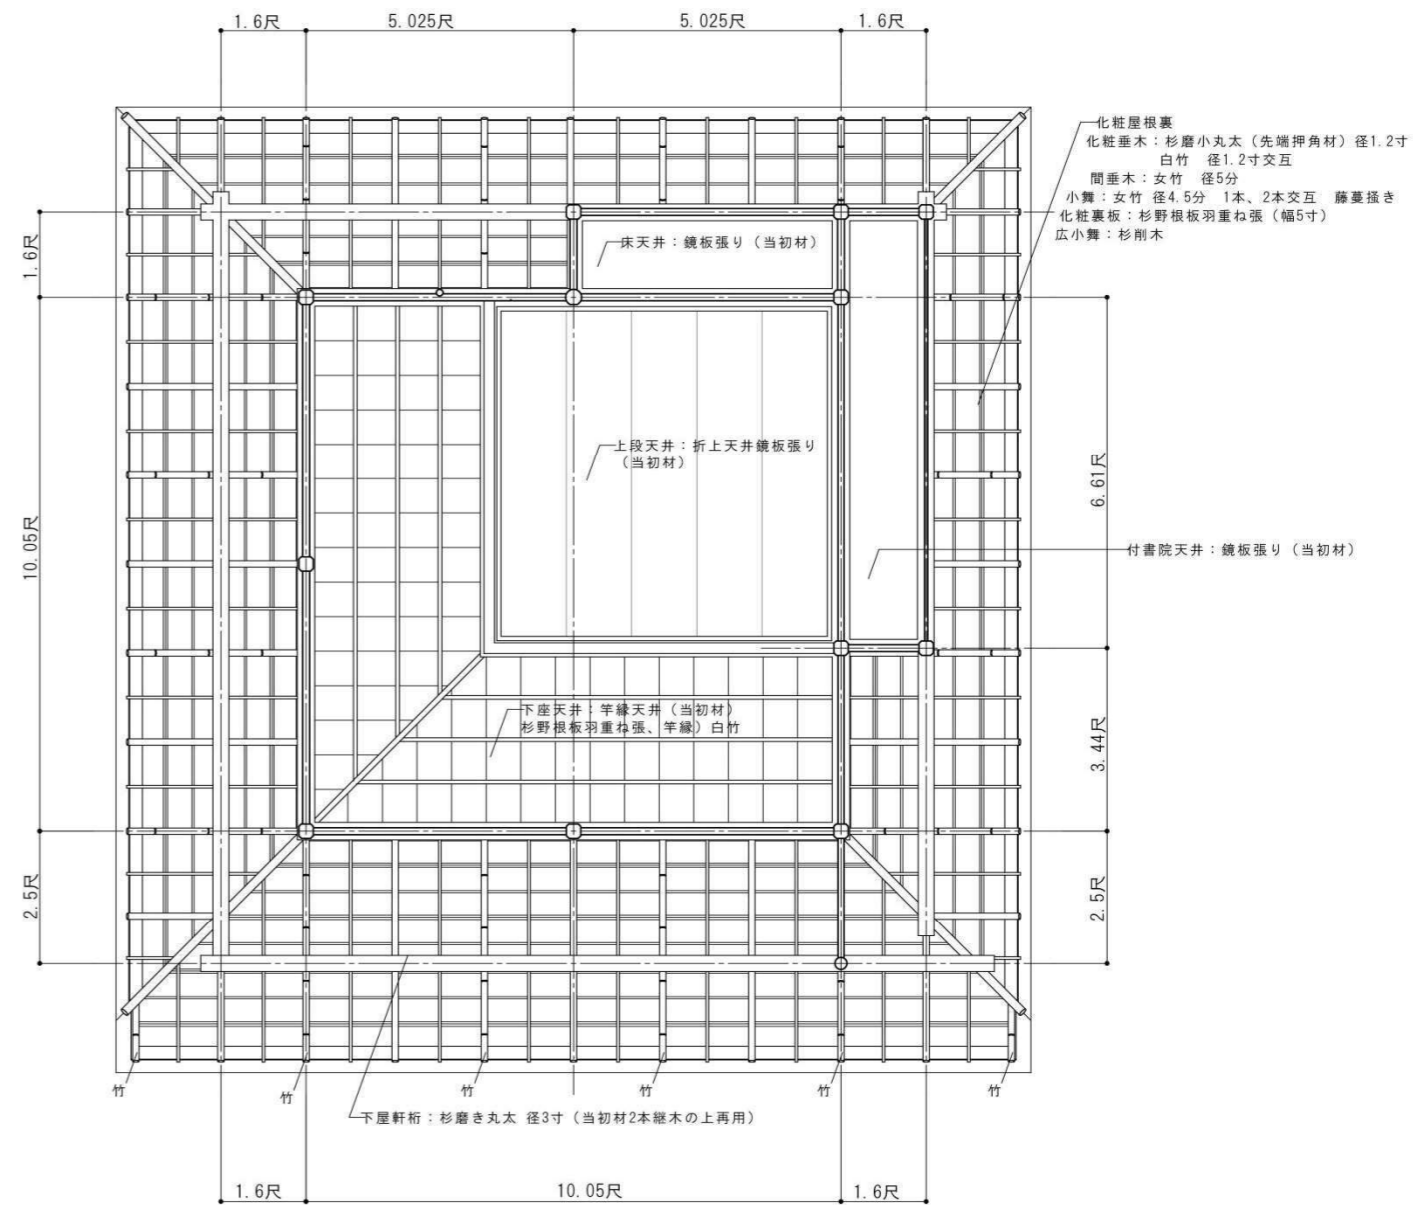 1.6尺
5.025尺
5.025尺
1.6尺
化粧屋根裏
化粧垂木：杉磨小丸太（先端押角材）径1.2寸
白竹　径1.2寸交互
間垂木：女竹　径5分
小舞：女竹 径4.5分　1本、2本交互　藤蔓掻き
化粧裏板：杉野根板羽重ね張（幅5寸）
広小舞：杉削木
1.6尺
床天井：鏡板張り（当初材）
上段天井：折上天井鏡板張り
（当初材）
6.61尺
10.05尺
付書院天井：鏡板張り（当初材）
下座天井：竿縁天井（当初材）
杉野根板羽重ね張、竿縁）白竹
3.44尺
2.5尺
2.5尺
竹
竹
竹
竹
竹
竹
下屋軒桁：杉磨き丸太 径3寸（当初材2本継木の上再用）
1.6尺
10.05尺
1.6尺